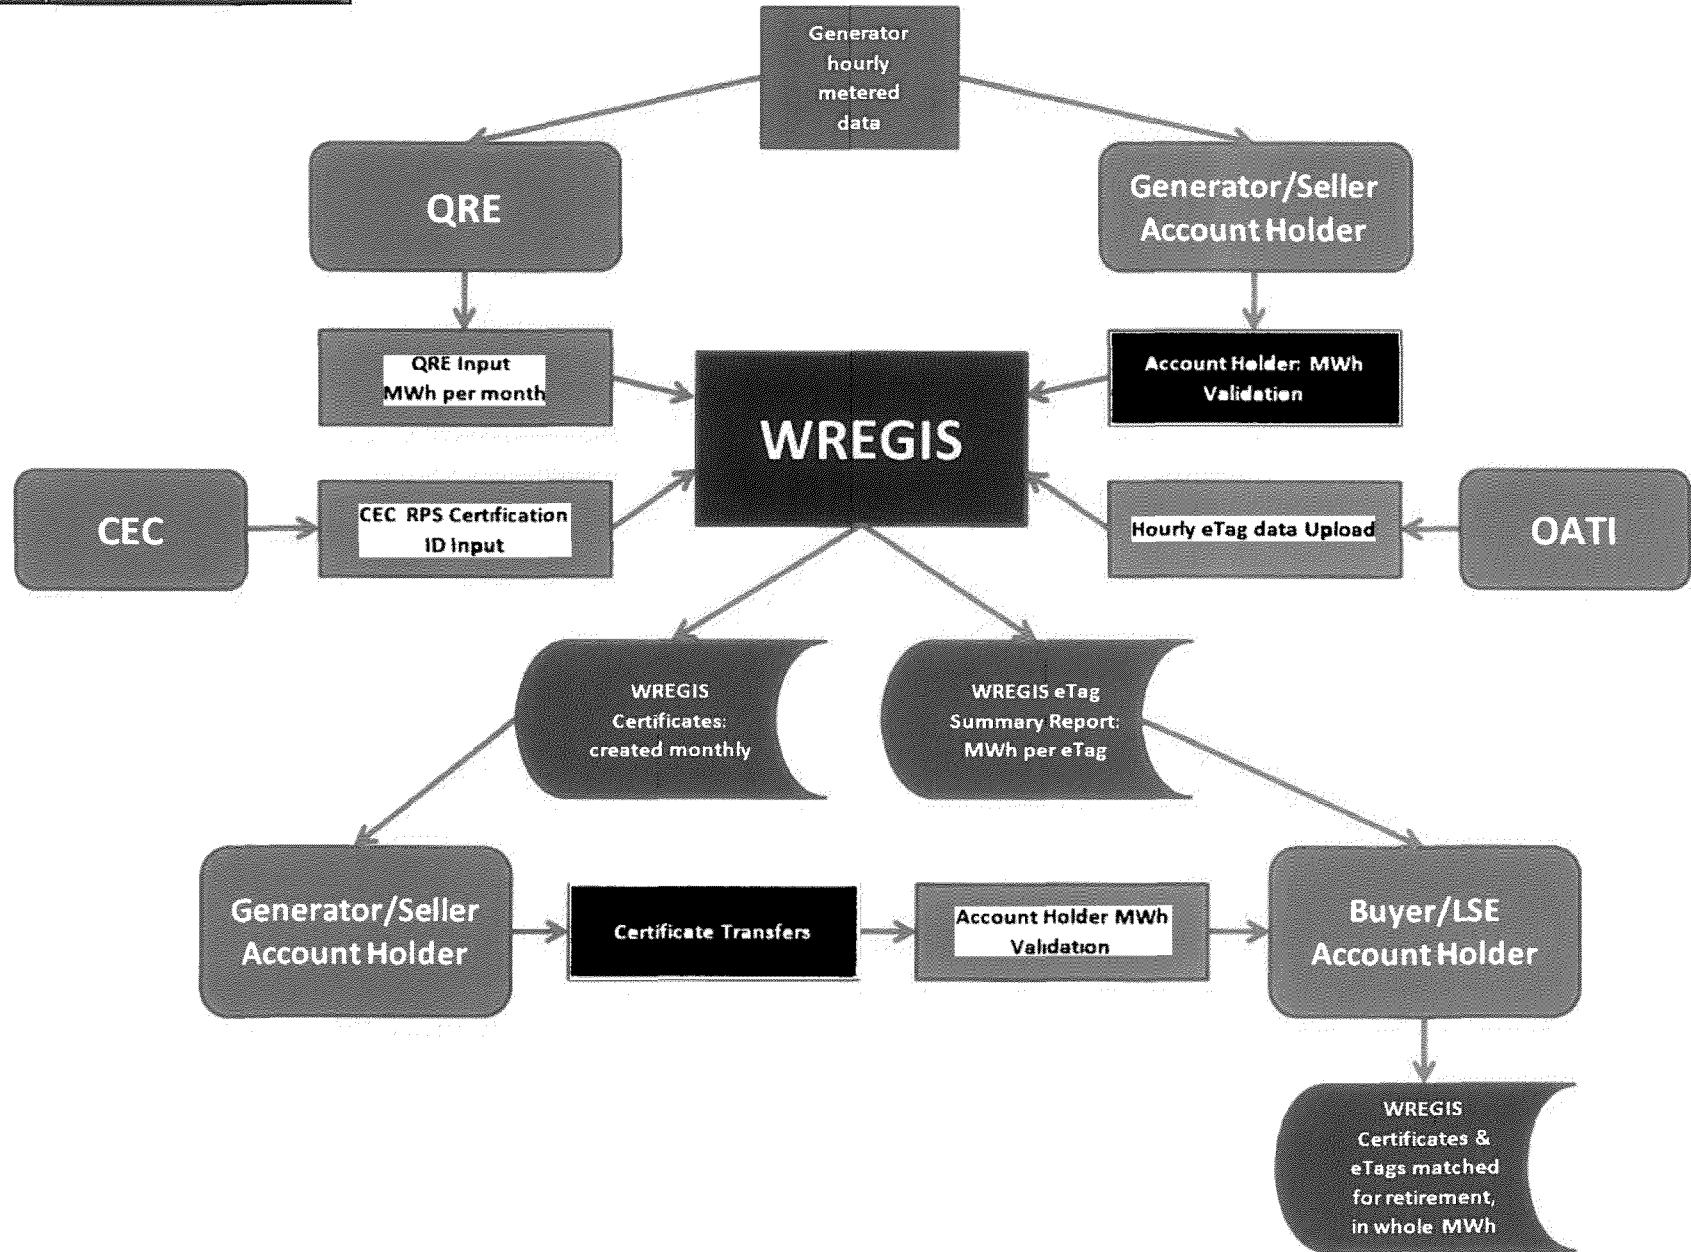 Generator
hourly
metered
data
QRE
Generator/Seller
Account Holder
QRE Input
MWh per month
WREGIS
Account Holder: MWh
Validation
CEC
CEC RPS Certification
ID Input
Hourly eTag data Upload
OATI
WREGIS
Certificates:
created monthly
WREGIS eTag
Summary Report:
MWh per eTag
Generator/Seller
Account Holder
Certificate Transfers
Account Holder MWh
Validation
Buyer/LSE
Account Holder
WREGIS
Certificates &
eTags matched
for retirement,
in whole MWh